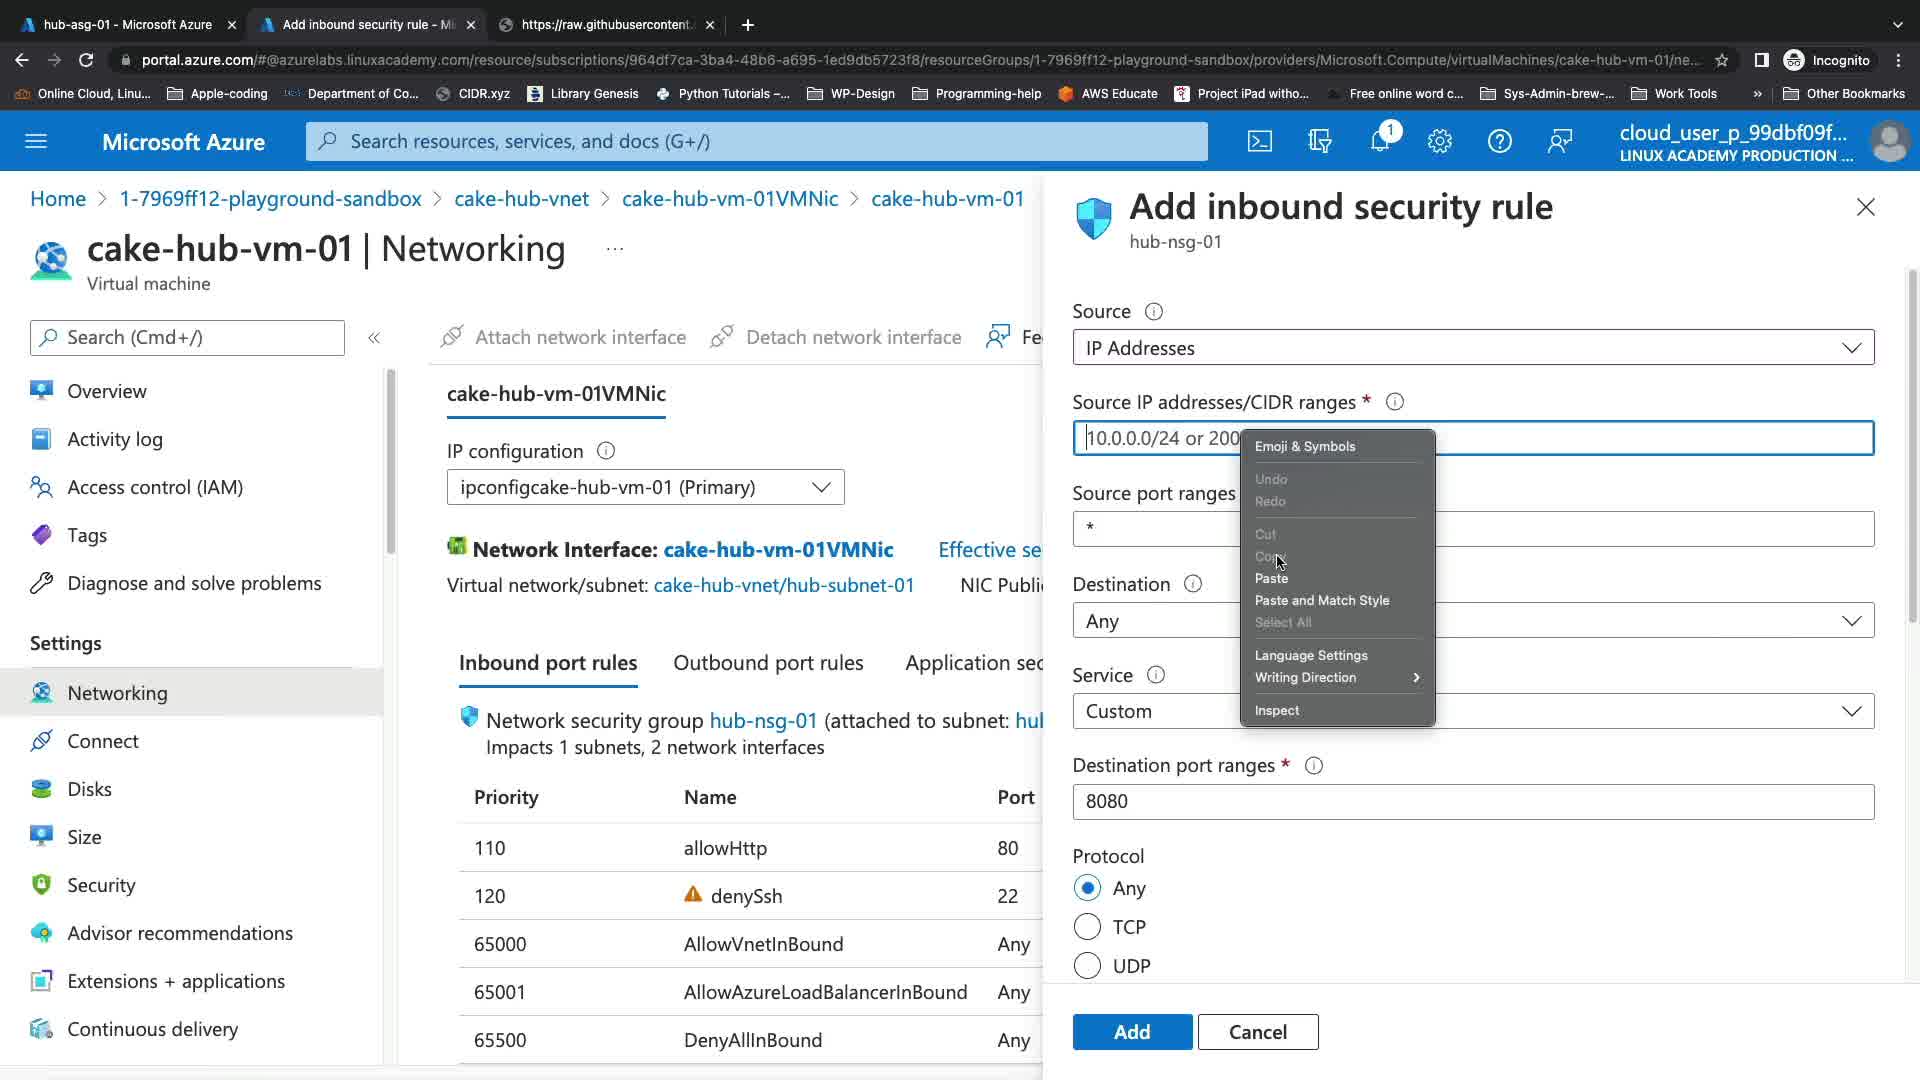 hub-asg-01 - Microsoft Azure
Add inbound security rule - Mi
https://raw.githubusercontent.
portal.azure.com/#@azurelabs.linuxacademy.com/resource/subscriptions/964df7ca-3ba4-48b6-a695-1ed9db5723f8/resourceGroups/1-7969ff12-playground-sandbox/providers/Microsoft.Compute/virtualMachines/cake-hub-vm-01/ne...
Incognito
Online Cloud, Linu...
Apple-coding
Department of Co...
CIDR.xyz
Library Genesis
Python Tutorials –...
WP-Design
Programming-help
AWS Educate
Project iPad witho...
Free online word c...
Sys-Admin-brew-...
Work Tools
»
Other Bookmarks
Microsoft Azure
Search resources, services, and docs (G+/)
1
cloud_user_p_99dbf09f...
LINUX ACADEMY PRODUCTION ...
Home > 1-7969ff12-playground-sandbox > cake-hub-vnet > cake-hub-vm-01VMNic > cake-hub-vm-01
cake-hub-vm-01 | Networking ...
Virtual machine
Search (Cmd+/)
«
Overview
Activity log
Access control (IAM)
Tags
Diagnose and solve problems
Settings
Networking
Connect
Disks
Size
Security
Advisor recommendations
Extensions + applications
Continuous delivery
Attach network interface
Detach network interface
Fe
cake-hub-vm-01VMNic
IP configuration
ipconfigcake-hub-vm-01 (Primary)
Network Interface: cake-hub-vm-01VMNic
Effective se
Virtual network/subnet: cake-hub-vnet/hub-subnet-01
NIC Publi
Inbound port rules
Outbound port rules
Application sec
Network security group hub-nsg-01 (attached to subnet: hu
Impacts 1 subnets, 2 network interfaces
Priority Name Port
110 allowHttp 80
120 denySsh 22
65000 AllowVnetInBound Any
65001 AllowAzureLoadBalancerInBound Any
65500 DenyAllInBound Any
Add inbound security rule
hub-nsg-01
Source
IP Addresses
Source IP addresses/CIDR ranges *
10.0.0.0/24 or 200
Source port ranges
*
Destination
Any
Service
Custom
Destination port ranges *
8080
Protocol
Any
TCP
UDP
Add
Cancel
Emoji & Symbols
Undo
Redo
Cut
Copy
Paste
Paste and Match Style
Select All
Language Settings
Writing Direction
Inspect